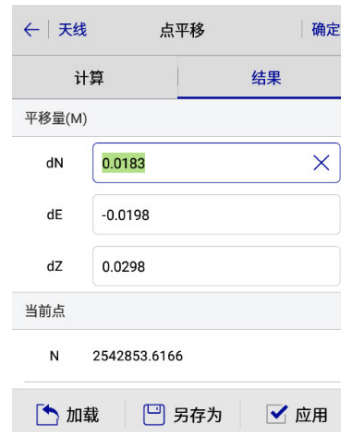 天线 点平移 确定
计算 结果
平移量(M)
dN 0.0183
dE -0.0198
dZ 0.0298
当前点
N 2542853.6166
加载 另存为 应用